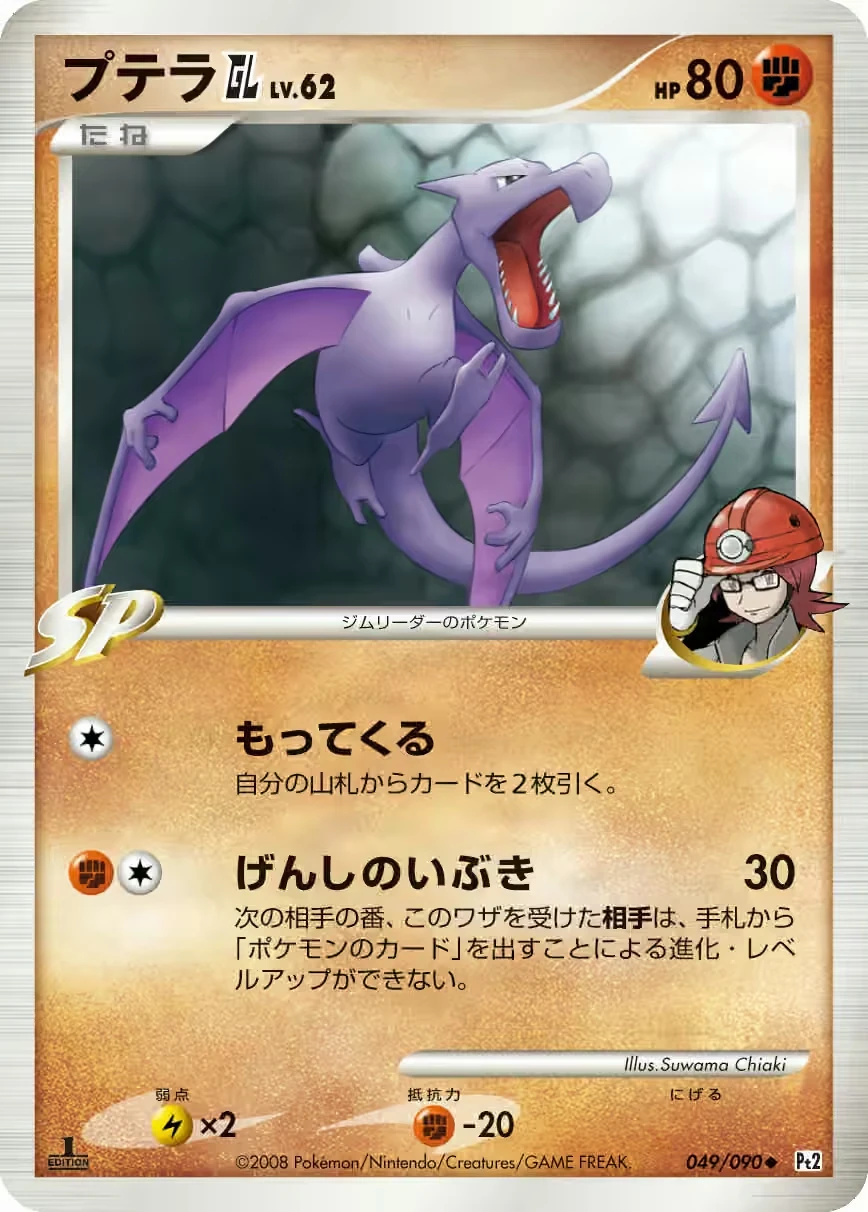 プテラGL LV.62 HP80
たね
SP
ジムリーダーのポケモン
もってくる
自分の山札からカードを2枚引く。
げんしのいぶき 30
次の相手の番、このワザを受けた相手は、手札から
「ポケモンのカード」を出すことによる進化・レベ
ルアップができない。
Illus.Suwama Chiaki
弱点 抵抗力 にげる
×2 -20
1 EDITION
©2008 Pokémon/Nintendo/Creatures/GAME FREAK. 049/090◆ Pt2